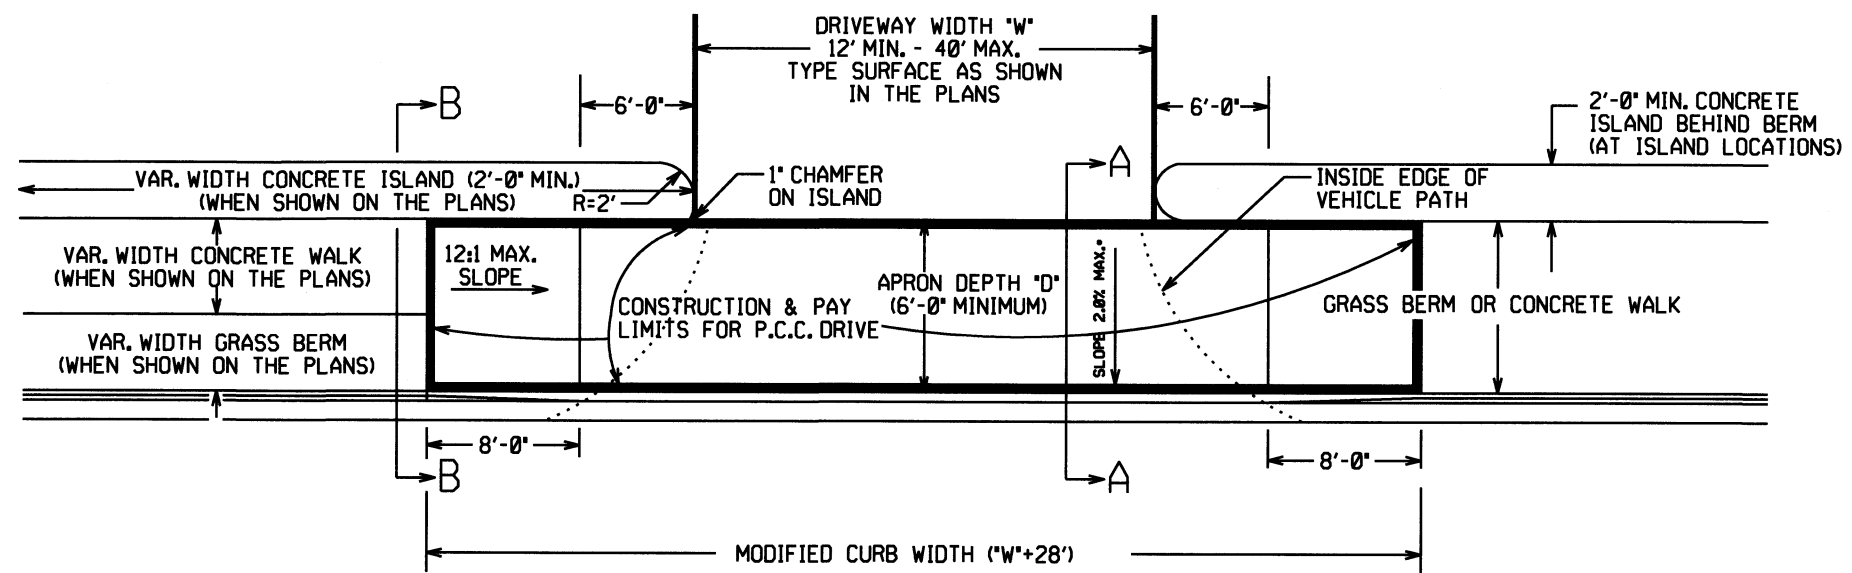 DRIVEWAY WIDTH "W"
12' MIN. - 40' MAX.
TYPE SURFACE AS SHOWN
IN THE PLANS
B
6'-0"
6'-0"
2'-0" MIN. CONCRETE
ISLAND BEHIND BERM
(AT ISLAND LOCATIONS)
A
VAR. WIDTH CONCRETE ISLAND (2'-0" MIN.)
(WHEN SHOWN ON THE PLANS)
R=2'
1" CHAMFER
ON ISLAND
INSIDE EDGE OF
VEHICLE PATH
VAR. WIDTH CONCRETE WALK
(WHEN SHOWN ON THE PLANS)
12:1 MAX.
SLOPE
CONSTRUCTION & PAY
LIMITS FOR P.C.C. DRIVE
APRON DEPTH "D"
(6'-0" MINIMUM)
SLOPE 2.0% MAX.*
GRASS BERM OR CONCRETE WALK
VAR. WIDTH GRASS BERM
(WHEN SHOWN ON THE PLANS)
8'-0"
8'-0"
B
A
MODIFIED CURB WIDTH ("W"+28')